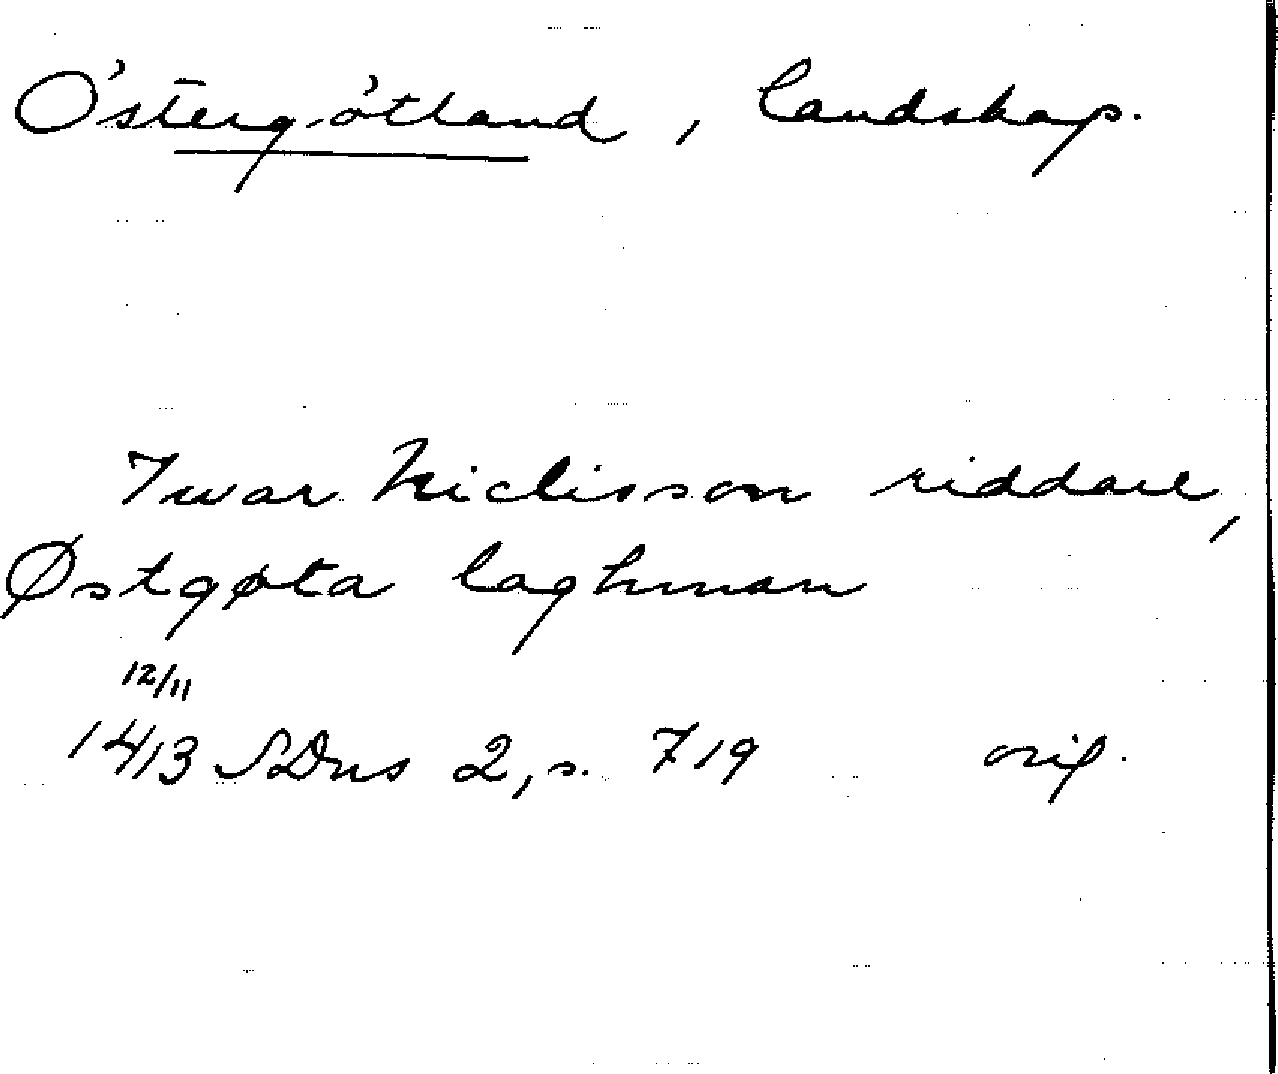 Östergötland, landskap.
Iwar Niclisson riddare,
Østgøta laghman
12/11
1413 SDns 2, s. 719 orig.